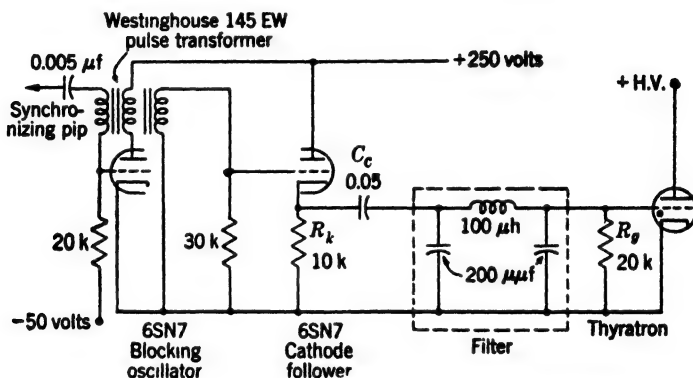 Westinghouse 145 EW
pulse transformer
0.005 μf
Synchro-
nizing pip
+250 volts
+ H.V.
C_c
0.05
100 μh
R_k
10 k
20 k
30 k
200 μμf
R_g
20 k
−50 volts
6SN7
Blocking
oscillator
6SN7
Cathode
follower
Filter
Thyratron